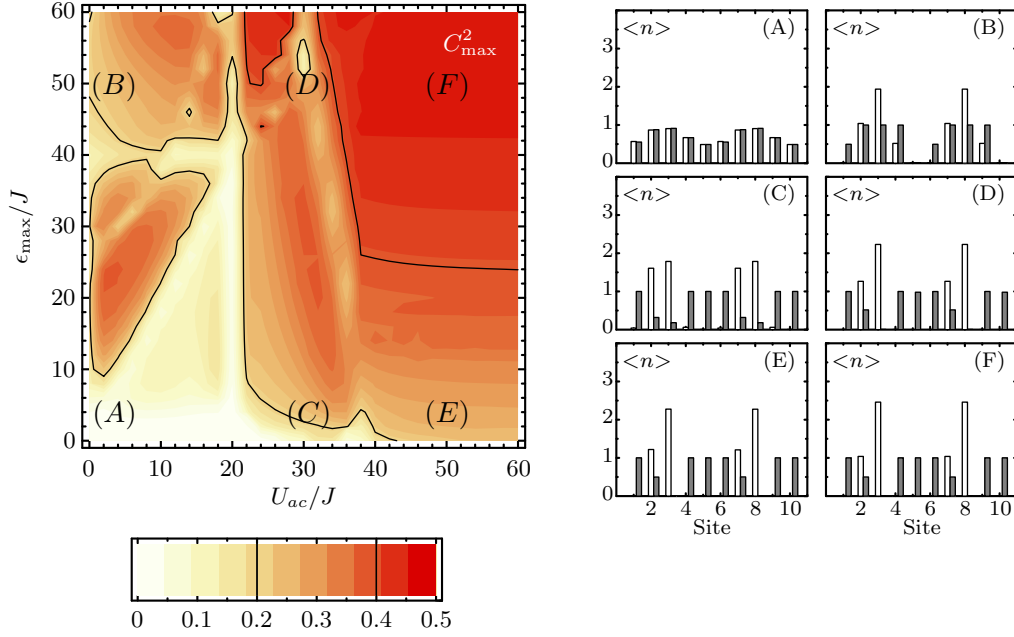 C²max
(B)
(D)
(F)
(A)
(C)
(E)
60
50
40
30
20
10
0
ϵmax/J
0 10 20 30 40 50 60
Uac/J
0 0.1 0.2 0.3 0.4 0.5
<n> (A)
3
2
1
0
<n> (B)
<n> (C)
3
2
1
0
<n> (D)
<n> (E)
3
2
1
0
2 4 6 8 10
Site
<n> (F)
2 4 6 8 10
Site